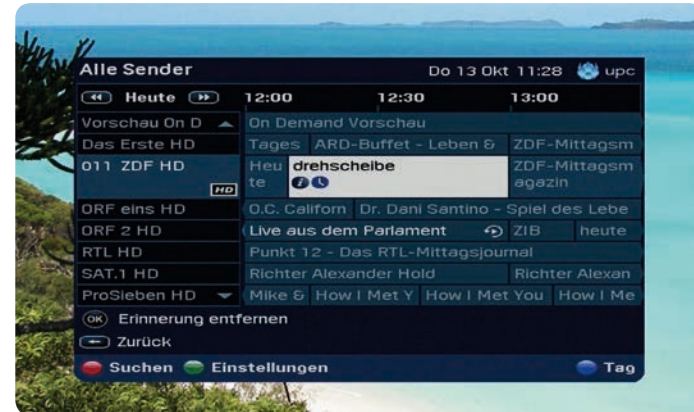 Alle Sender Do 13 Okt 11:28 upc
Heute 12:00 12:30 13:00
Vorschau On D On Demand Vorschau
Das Erste HD Tages ARD-Buffet - Leben & ZDF-Mittagsm
011 ZDF HD HD Heu te drehscheibe ZDF-Mittagsm agazin
ORF eins HD O.C. Californ Dr. Dani Santino - Spiel des Lebe
ORF 2 HD Live aus dem Parlament ZIB heute
RTL HD Punkt 12 - Das RTL-Mittagsjournal
SAT.1 HD Richter Alexander Hold Richter Alexan
ProSieben HD Mike & How I Met Y How I Met You How I Me
OK Erinnerung entfernen
Zurück
Suchen Einstellungen Tag